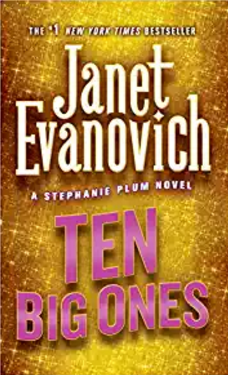 THE #1 NEW YORK TIMES BESTSELLER
Janet
Evanovich
A STEPHANIE PLUM NOVEL
TEN
BIG ONES